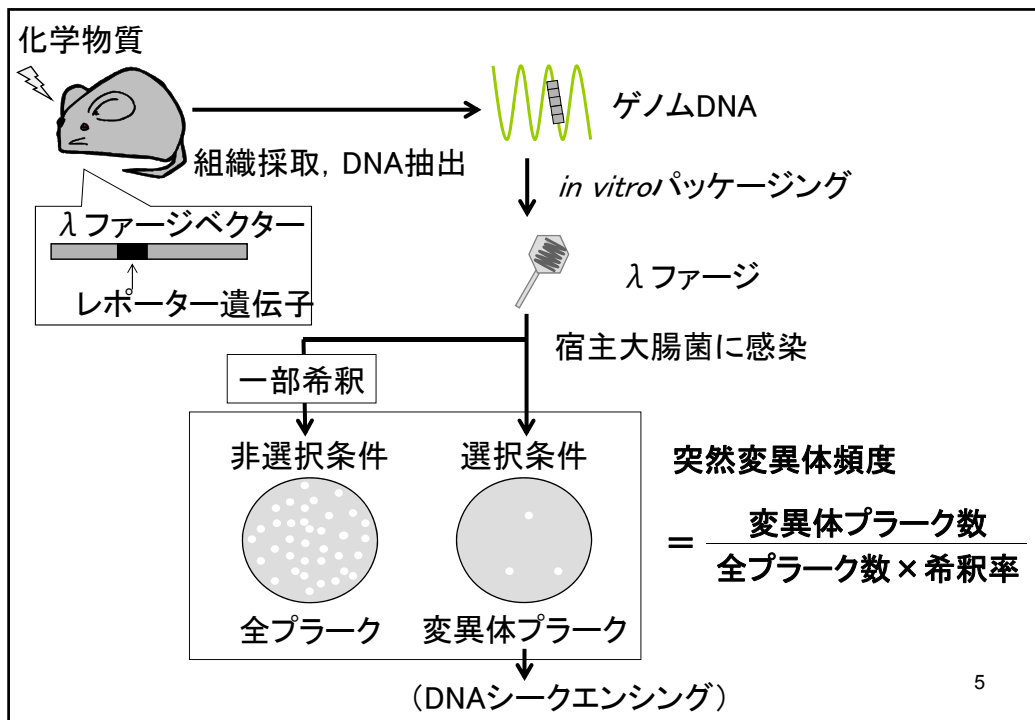 化学物質
ゲノムDNA
組織採取, DNA抽出
in vitroパッケージング
λファージベクター
レポーター遺伝子
λファージ
宿主大腸菌に感染
一部希釈
非選択条件
選択条件
突然変異体頻度
= 変異体プラーク数
全プラーク数×希釈率
全プラーク
変異体プラーク
(DNAシークエンシング)
5